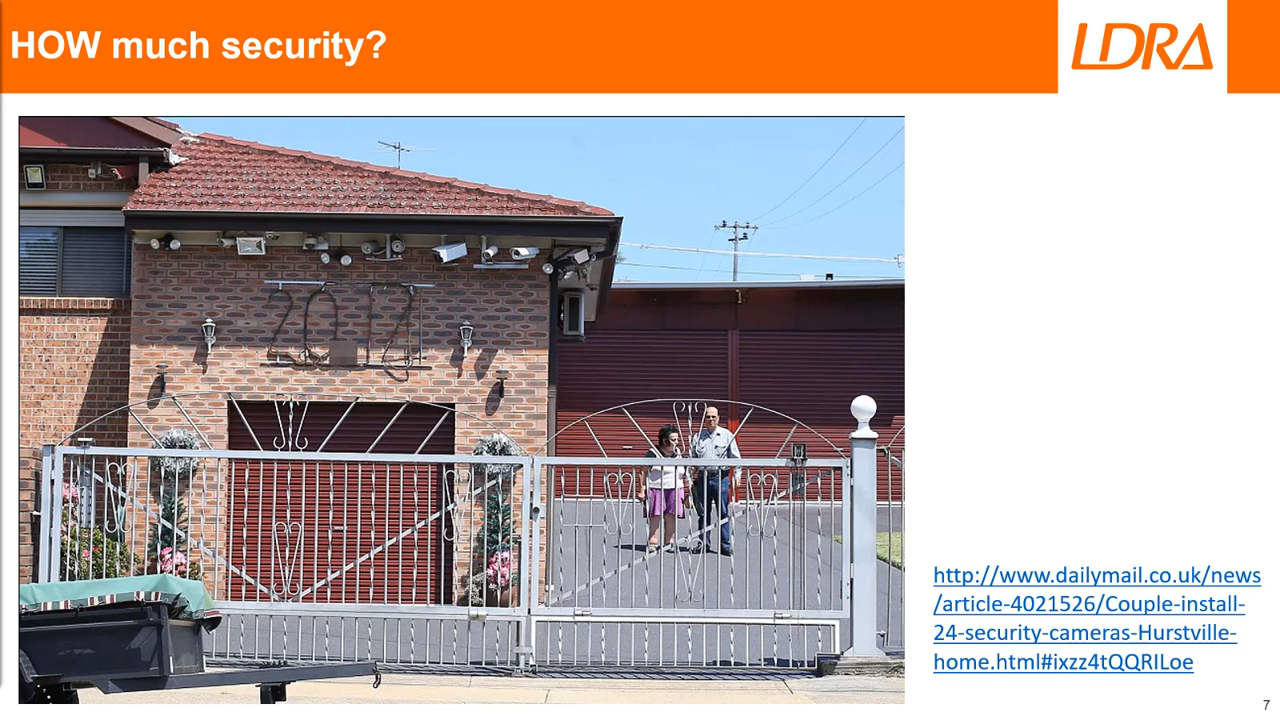 HOW much security?
LDRA
2013
http://www.dailymail.co.uk/news
/article-4021526/Couple-install-
24-security-cameras-Hurstville-
home.html#ixzz4tQQRILoe
7